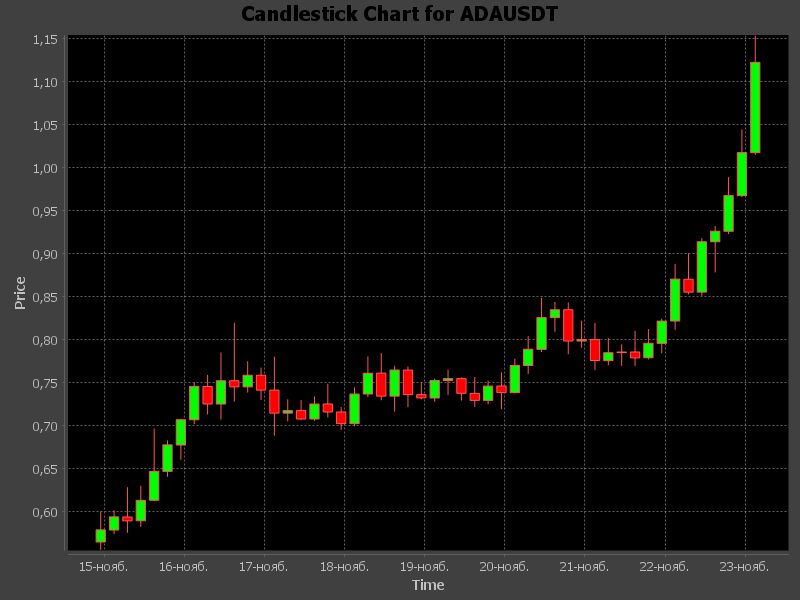 Candlestick Chart for ADAUSDT
1,15
1,10
1,05
1,00
0,95
0,90
0,85
0,80
0,75
0,70
0,65
0,60
Price
15-нояб.
16-нояб.
17-нояб.
18-нояб.
19-нояб.
20-нояб.
21-нояб.
22-нояб.
23-нояб.
Time